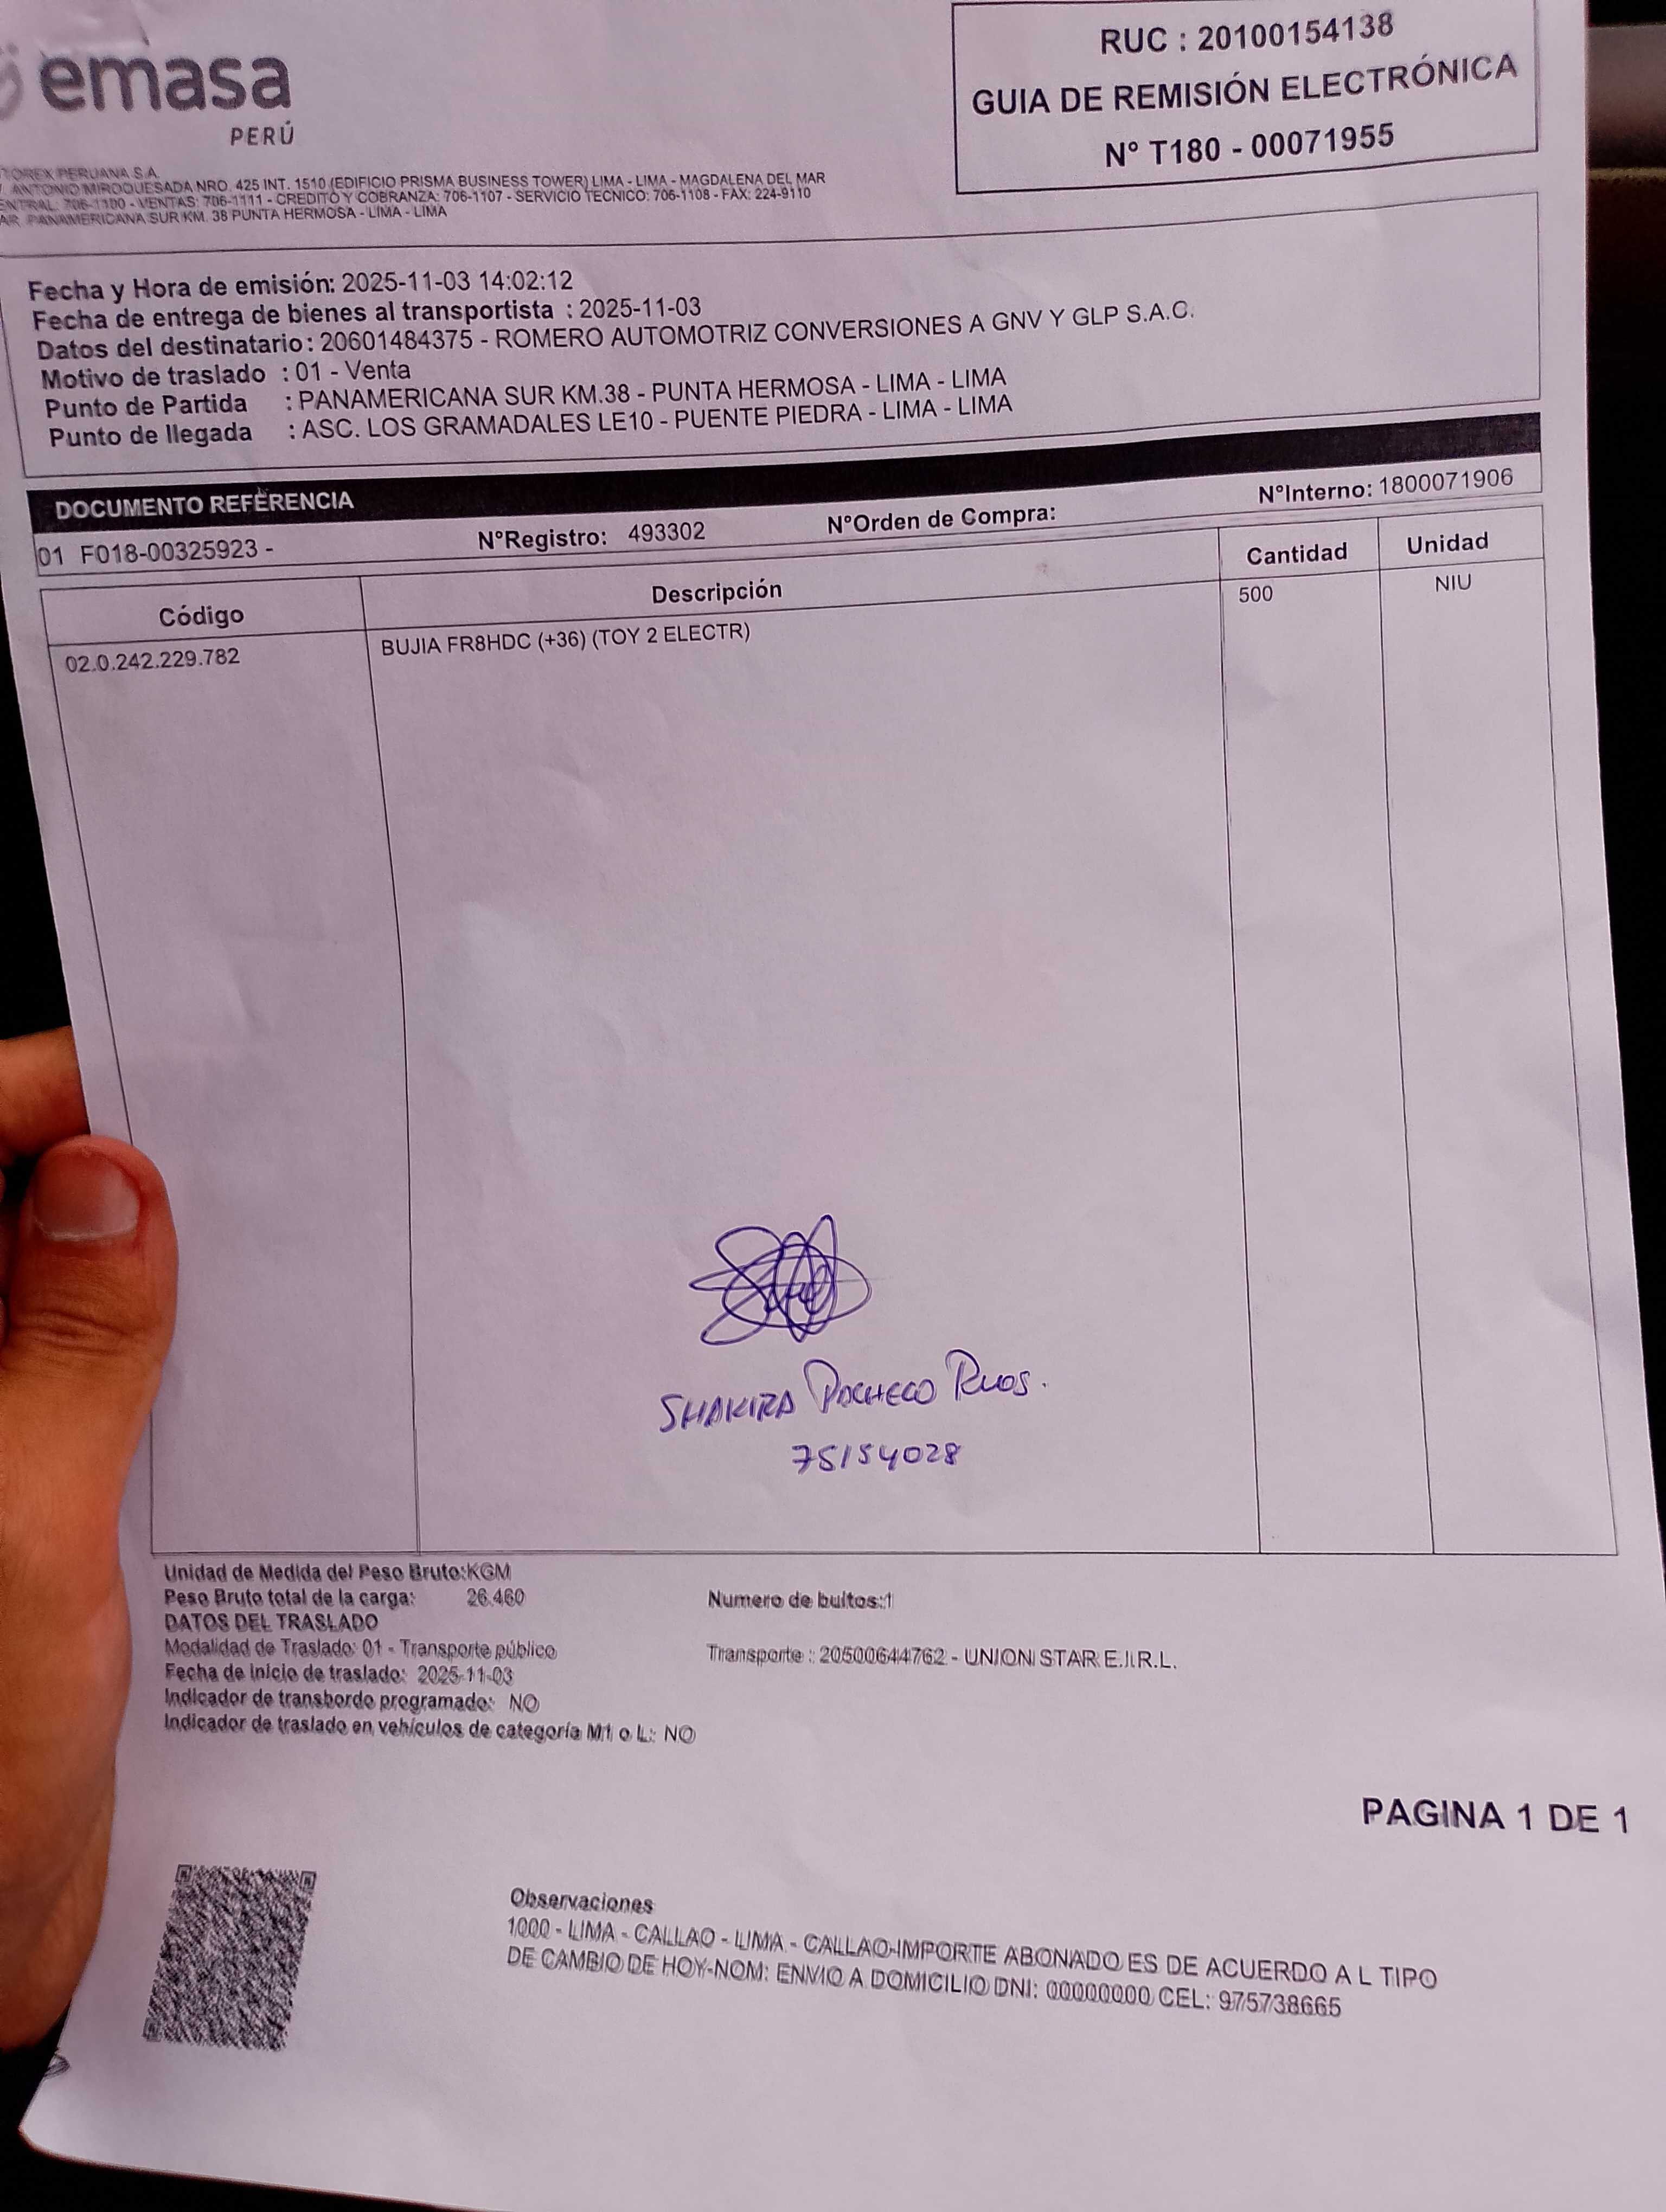 emasa
PERÚ
RUC : 20100154138
GUIA DE REMISIÓN ELECTRÓNICA
N° T180 - 00071955
TOREX PERUANA S.A.
ANTONIO MIROQUESADA NRO. 425 INT. 1510 (EDIFICIO PRISMA BUSINESS TOWER) LIMA - LIMA - MAGDALENA DEL MAR
ENTRAL: 706-1100 - VENTAS: 706-1111 - CREDITO Y COBRANZA: 706-1107 - SERVICIO TECNICO: 706-1108 - FAX: 224-9110
AR. PANAMERICANA SUR KM. 38 PUNTA HERMOSA - LIMA - LIMA
Fecha y Hora de emisión: 2025-11-03 14:02:12
Fecha de entrega de bienes al transportista : 2025-11-03
Datos del destinatario : 20601484375 - ROMERO AUTOMOTRIZ CONVERSIONES A GNV Y GLP S.A.C.
Motivo de traslado : 01 - Venta
Punto de Partida : PANAMERICANA SUR KM.38 - PUNTA HERMOSA - LIMA - LIMA
Punto de llegada : ASC. LOS GRAMADALES LE10 - PUENTE PIEDRA - LIMA - LIMA
DOCUMENTO REFERENCIA
01 F018-00325923 - N°Registro: 493302 N°Orden de Compra: N°Interno: 1800071906
Código Descripción Cantidad Unidad
02.0.242.229.782 BUJIA FR8HDC (+36) (TOY 2 ELECTR) 500 NIU
SHAKIRA PACHECO
75154028
Unidad de Medida del Peso Bruto:KGM
Peso Bruto total de la carga: 26.460 Numero de bultos:1
DATOS DEL TRASLADO
Modalidad de Traslado: 01 - Transporte público Transporte : 20500644762 - UNION STAR E.I.R.L.
Fecha de inicio de traslado: 2025-11-03
Indicador de transbordo programado: NO
Indicador de traslado en vehículos de categoría M1 o L: NO
PAGINA 1 DE 1
Observaciones
1000 - LIMA - CALLAO - LIMA - CALLAO-IMPORTE ABONADO ES DE ACUERDO A L TIPO
DE CAMBIO DE HOY-NOM: ENVIO A DOMICILIO DNI: 00000000 CEL: 975738665